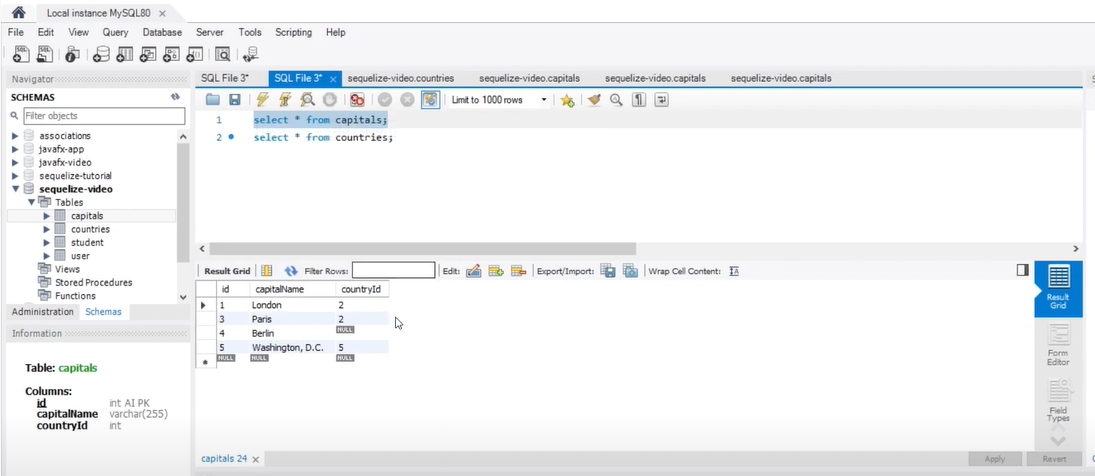 Local instance MySQL80
File Edit View Query Database Server Tools Scripting Help
Navigator
SCHEMAS
Filter objects
associations
javafx-app
javafx-video
sequelize-tutorial
sequelize-video
Tables
capitals
countries
student
user
Views
Stored Procedures
Functions
Administration Schemas
Information
Table: capitals
Columns:
id int AI PK
capitalName varchar(255)
countryId int
SQL File 3* SQL File 3* sequelize-video.countries sequelize-video.capitals sequelize-video.capitals sequelize-video.capitals
Limit to 1000 rows
1 select * from capitals;
2 select * from countries;
Result Grid Filter Rows: Edit: Export/Import: Wrap Cell Content:
id capitalName countryId
1 London 2
3 Paris 2
4 Berlin NULL
5 Washington, D.C. 5
NULL NULL NULL
Result
Grid
Form
Editor
Field
Types
capitals 24
Apply Revert